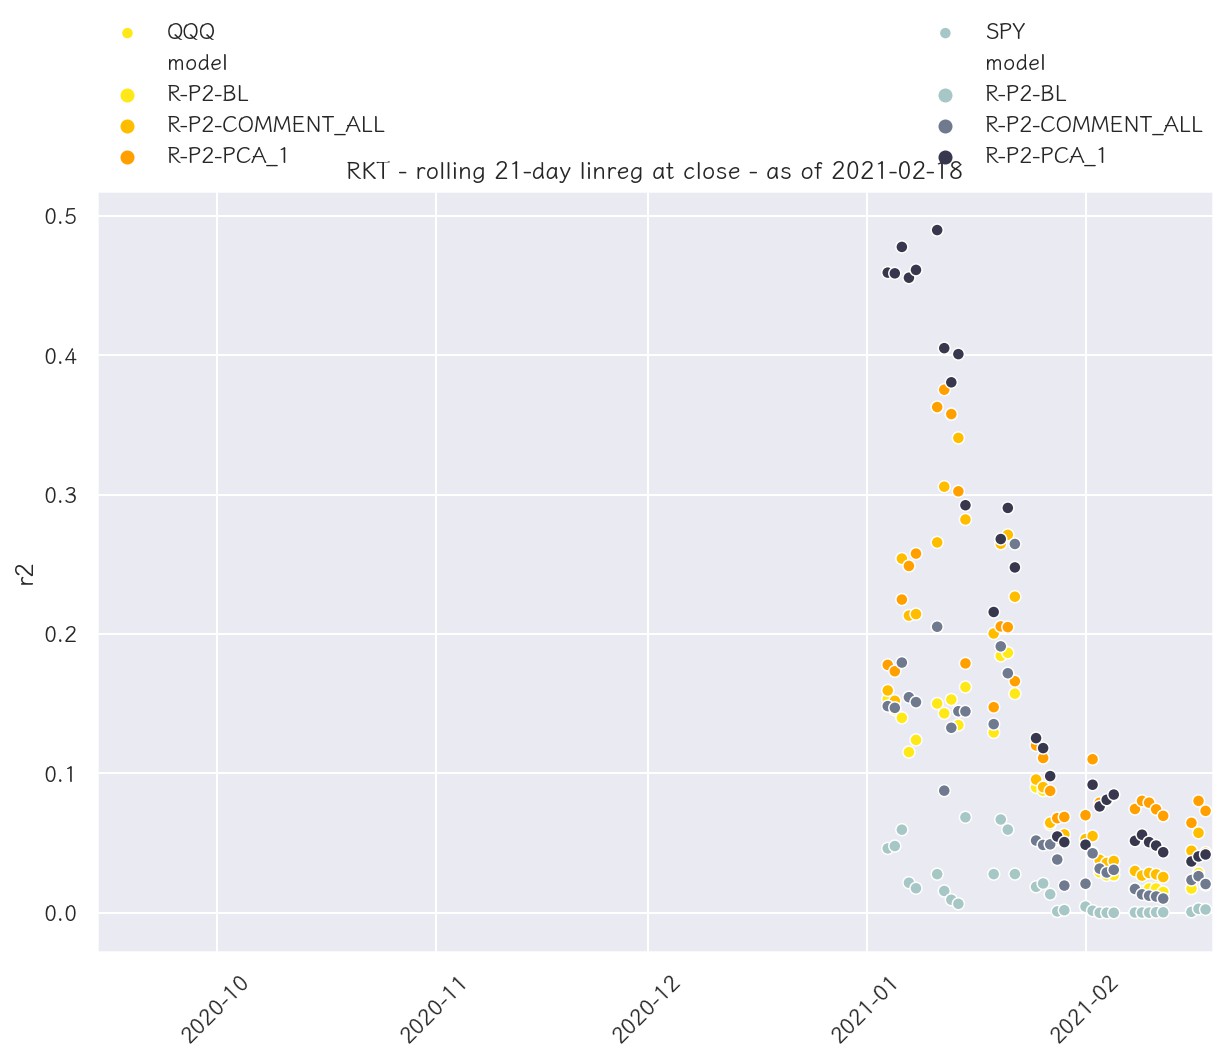 QQQ
model
R-P2-BL
R-P2-COMMENT_ALL
R-P2-PCA_1
SPY
model
R-P2-BL
R-P2-COMMENT_ALL
R-P2-PCA_1
RKT - rolling 21-day linreg at close - as of 2021-02-18
0.5
0.4
0.3
0.2
0.1
0.0
r2
2020-10
2020-11
2020-12
2021-01
2021-02